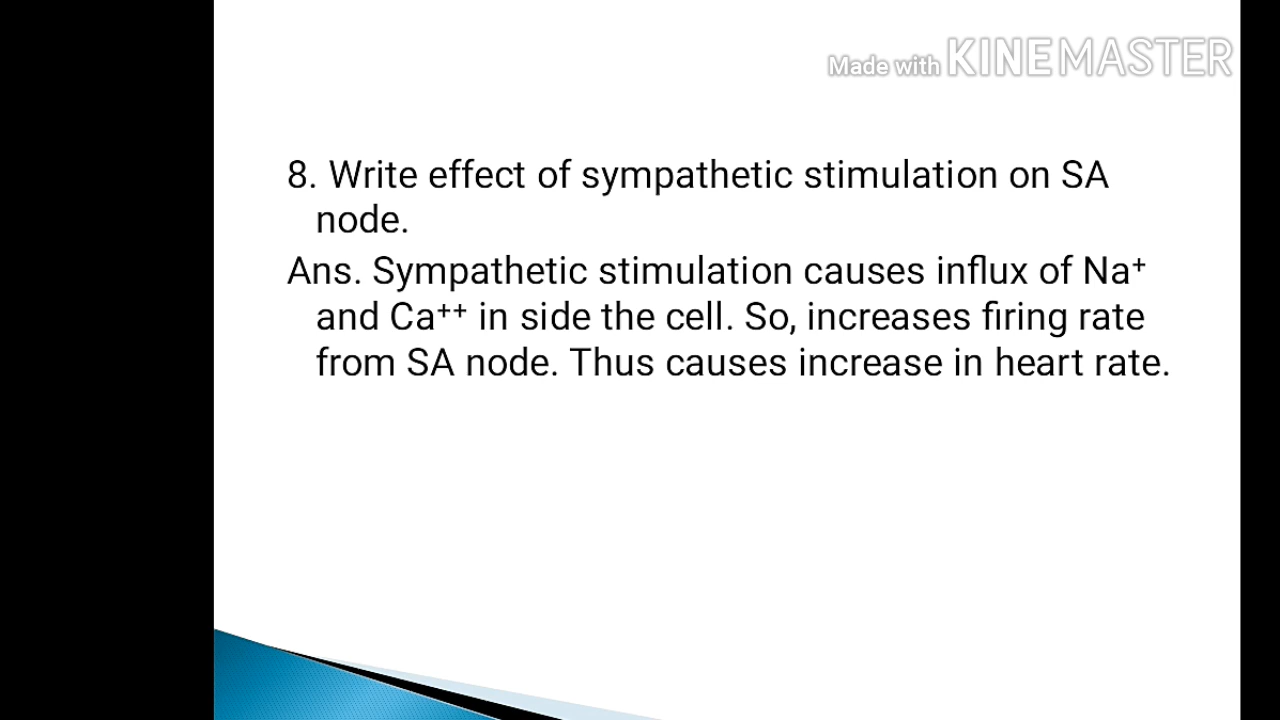 Made with KINEMASTER
8. Write effect of sympathetic stimulation on SA
node.
Ans. Sympathetic stimulation causes influx of Na⁺
and Ca⁺⁺ in side the cell. So, increases firing rate
from SA node. Thus causes increase in heart rate.